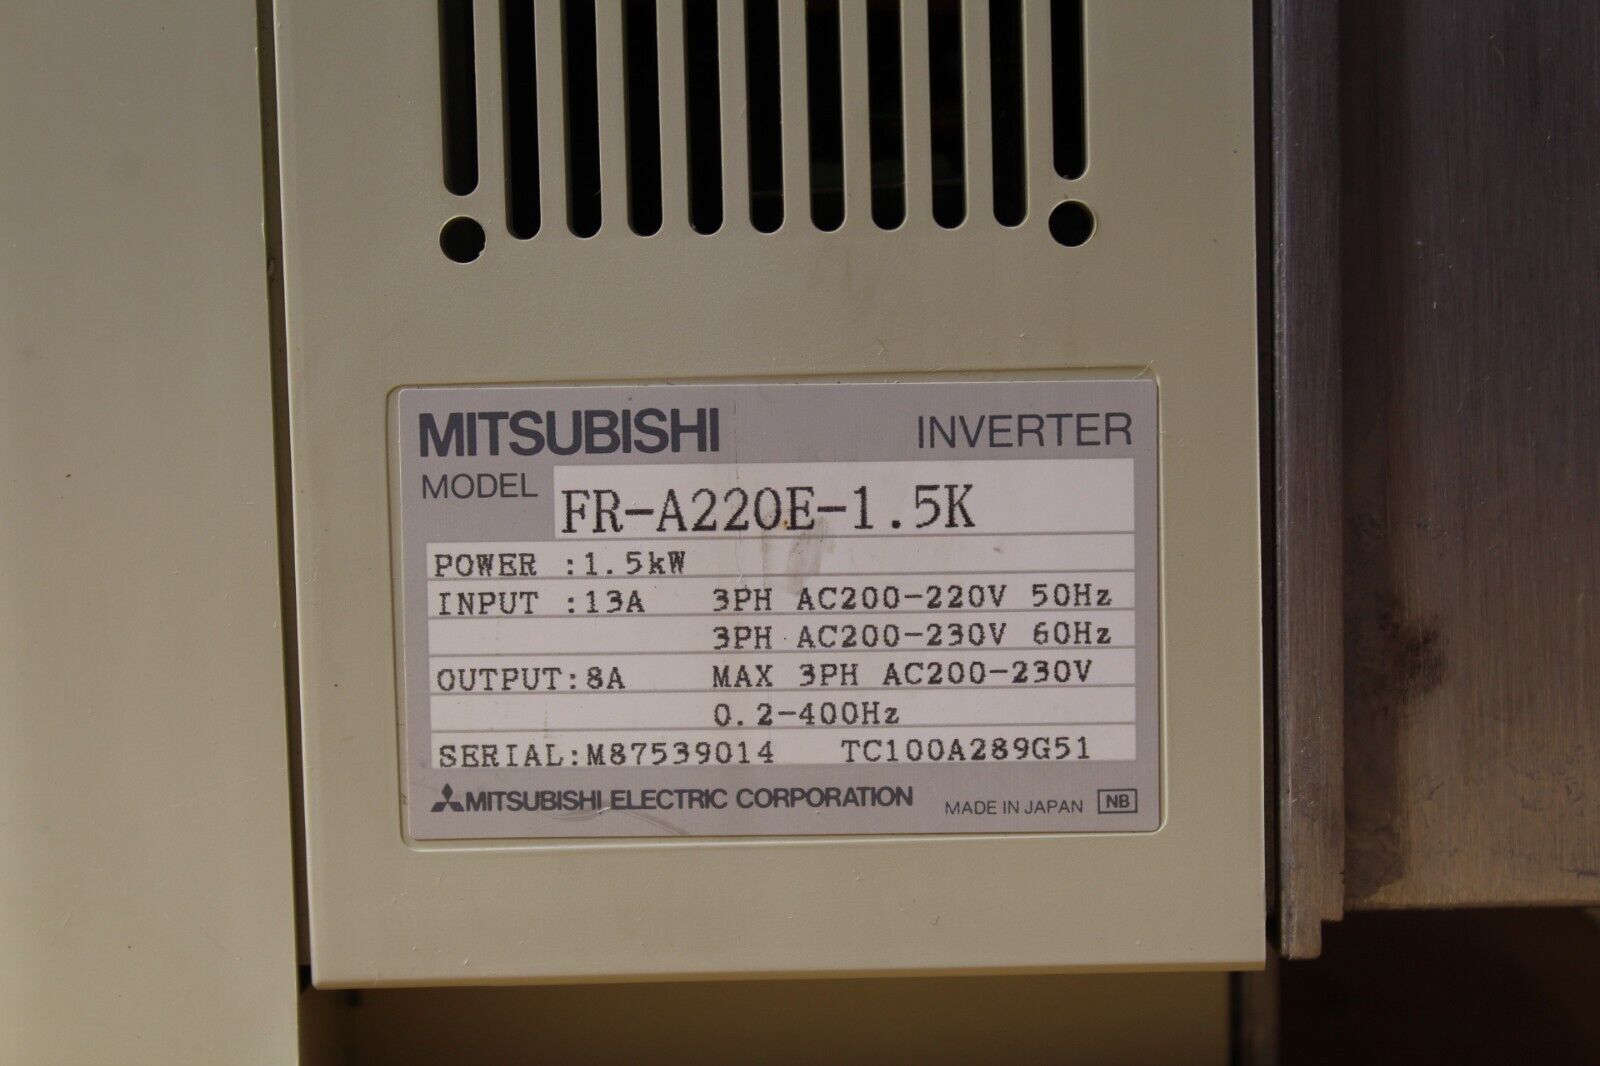 MITSUBISHI INVERTER
MODEL FR-A220E-1.5K
POWER :1.5kW
INPUT :13A 3PH AC200-220V 50Hz
3PH AC200-230V 60Hz
OUTPUT:8A MAX 3PH AC200-230V
0.2-400Hz
SERIAL:M87539014 TC100A289G51
MITSUBISHI ELECTRIC CORPORATION MADE IN JAPAN NB